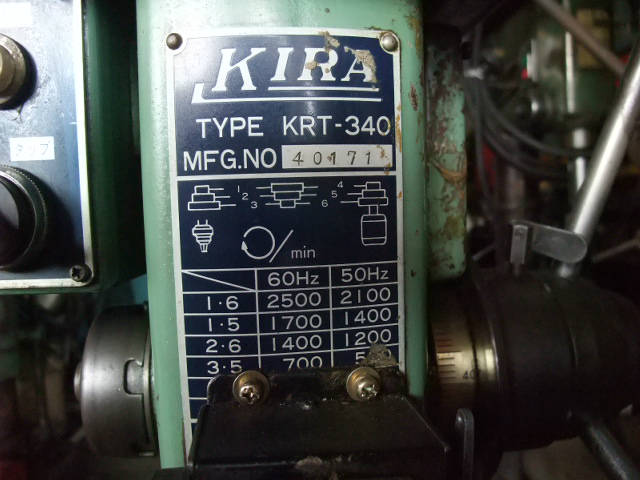 KIRA
TYPE KRT-340
MFG.NO 40171
1 2 3 4 5 6
/min
60Hz 50Hz
1·6 2500 2100
1·5 1700 1400
2·6 1400 1200
3·5 700
40